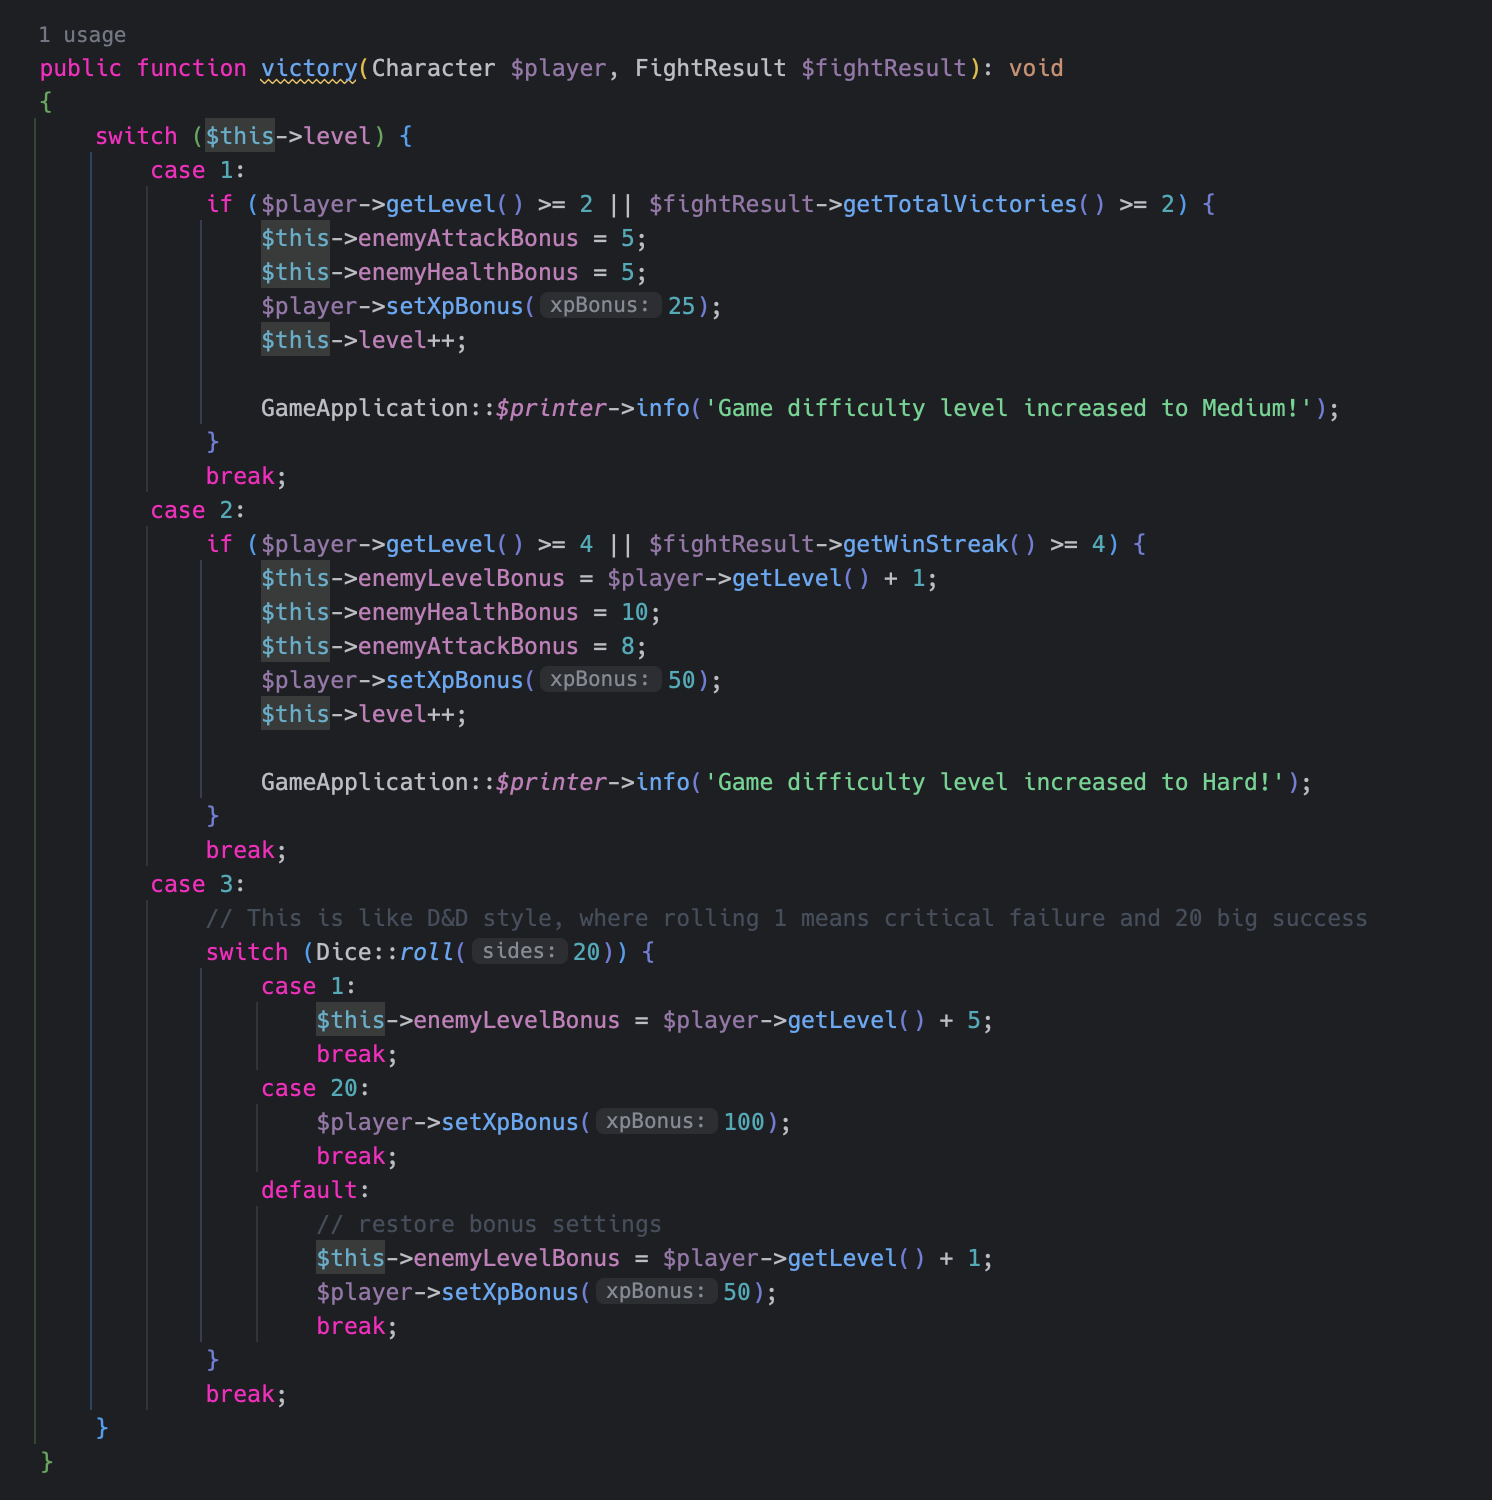 1 usage
public function victory(Character $player, FightResult $fightResult): void
{
    switch ($this->level) {
        case 1:
            if ($player->getLevel() >= 2 || $fightResult->getTotalVictories() >= 2) {
                $this->enemyAttackBonus = 5;
                $this->enemyHealthBonus = 5;
                $player->setXpBonus( xpBonus: 25);
                $this->level++;

                GameApplication::$printer->info('Game difficulty level increased to Medium!');
            }
            break;
        case 2:
            if ($player->getLevel() >= 4 || $fightResult->getWinStreak() >= 4) {
                $this->enemyLevelBonus = $player->getLevel() + 1;
                $this->enemyHealthBonus = 10;
                $this->enemyAttackBonus = 8;
                $player->setXpBonus( xpBonus: 50);
                $this->level++;

                GameApplication::$printer->info('Game difficulty level increased to Hard!');
            }
            break;
        case 3:
            // This is like D&D style, where rolling 1 means critical failure and 20 big success
            switch (Dice::roll( sides: 20)) {
                case 1:
                    $this->enemyLevelBonus = $player->getLevel() + 5;
                    break;
                case 20:
                    $player->setXpBonus( xpBonus: 100);
                    break;
                default:
                    // restore bonus settings
                    $this->enemyLevelBonus = $player->getLevel() + 1;
                    $player->setXpBonus( xpBonus: 50);
                    break;
            }
            break;
    }
}